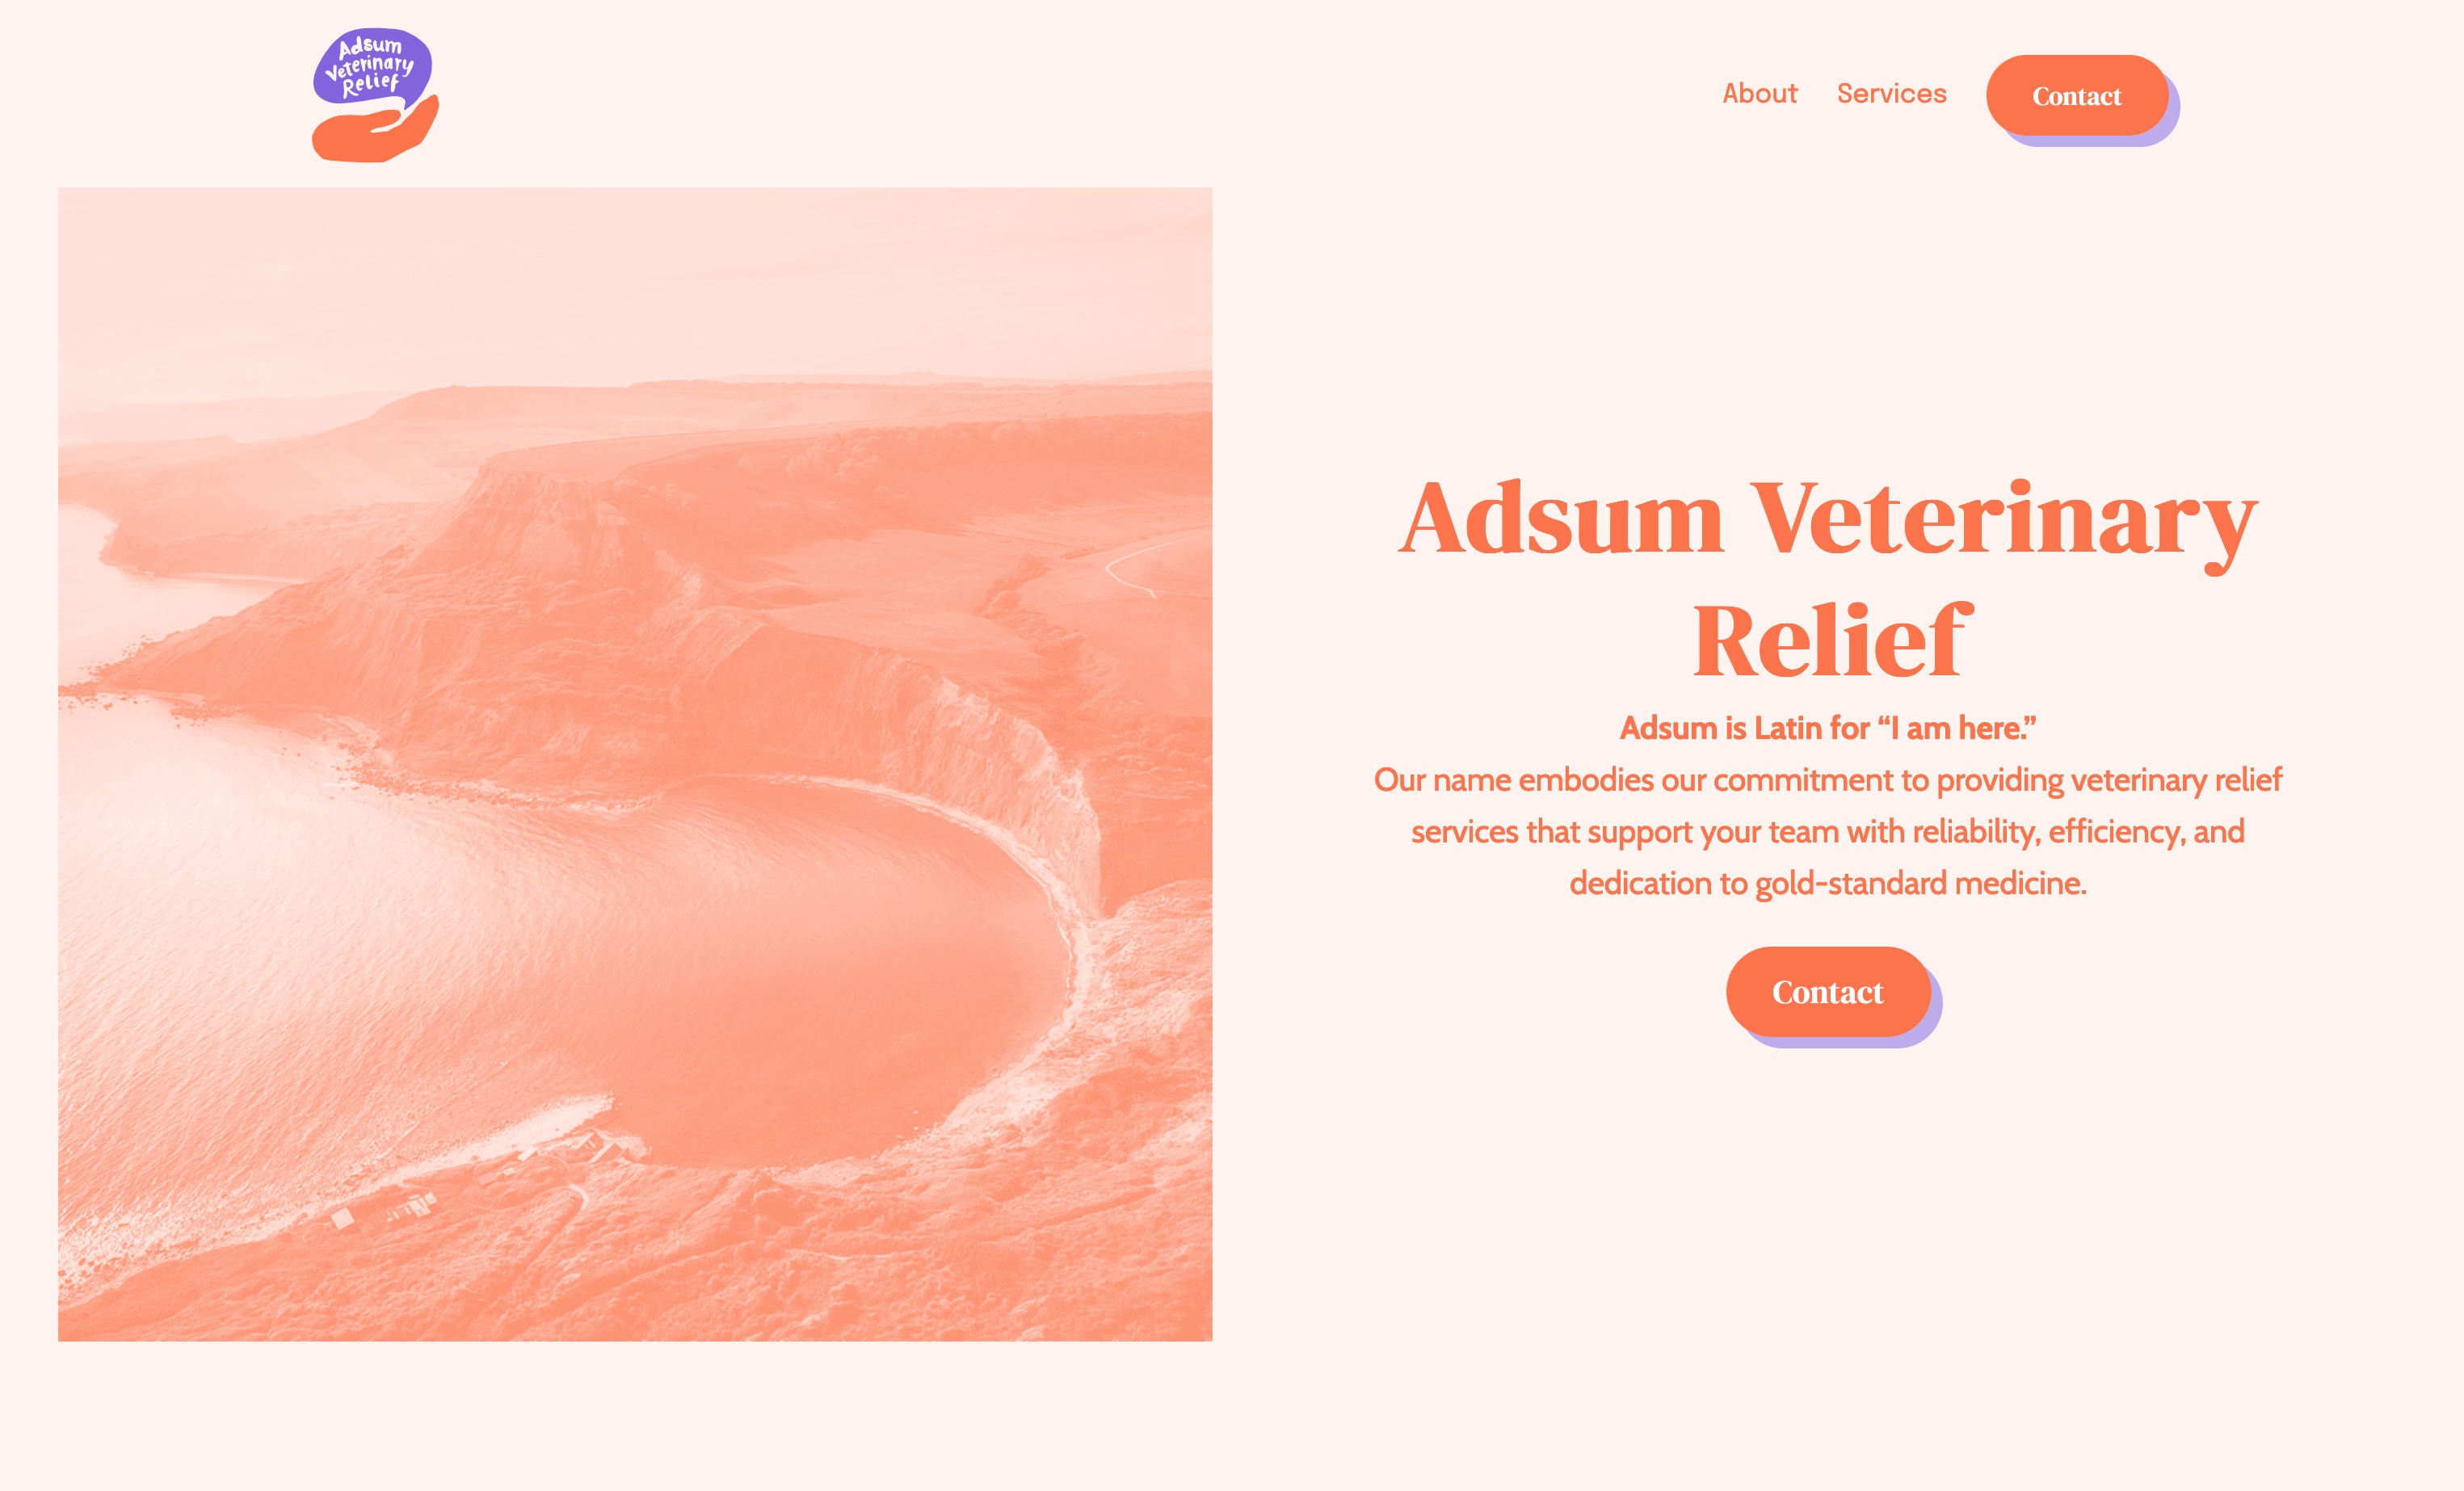 Adsum
Veterinary
Relief
About
Services
Contact
Adsum Veterinary
Relief
Adsum is Latin for “I am here.”
Our name embodies our commitment to providing veterinary relief
services that support your team with reliability, efficiency, and
dedication to gold-standard medicine.
Contact